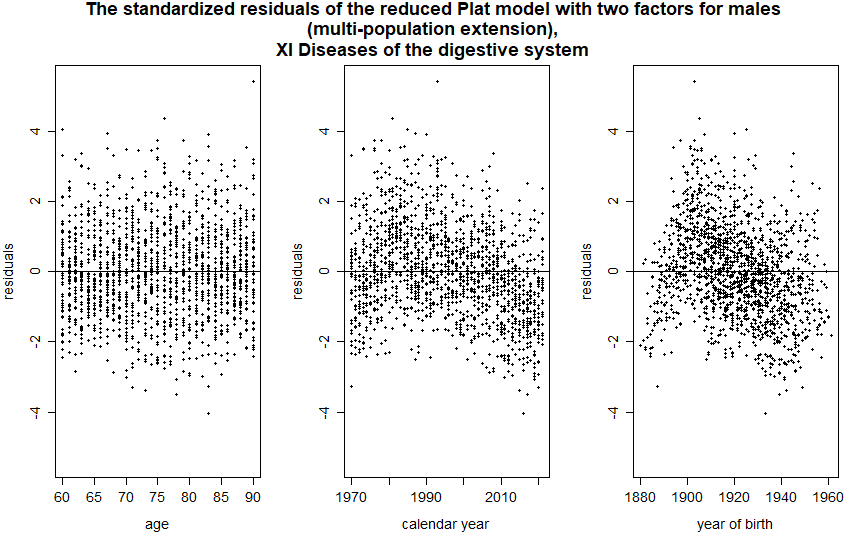 The standardized residuals of the reduced Plat model with two factors for males
(multi-population extension),
XI Diseases of the digestive system
residuals
4
2
0
-2
-4
60 65 70 75 80 85 90
age
residuals
4
2
0
-2
-4
1970 1990 2010
calendar year
residuals
4
2
0
-2
-4
1880 1900 1920 1940 1960
year of birth